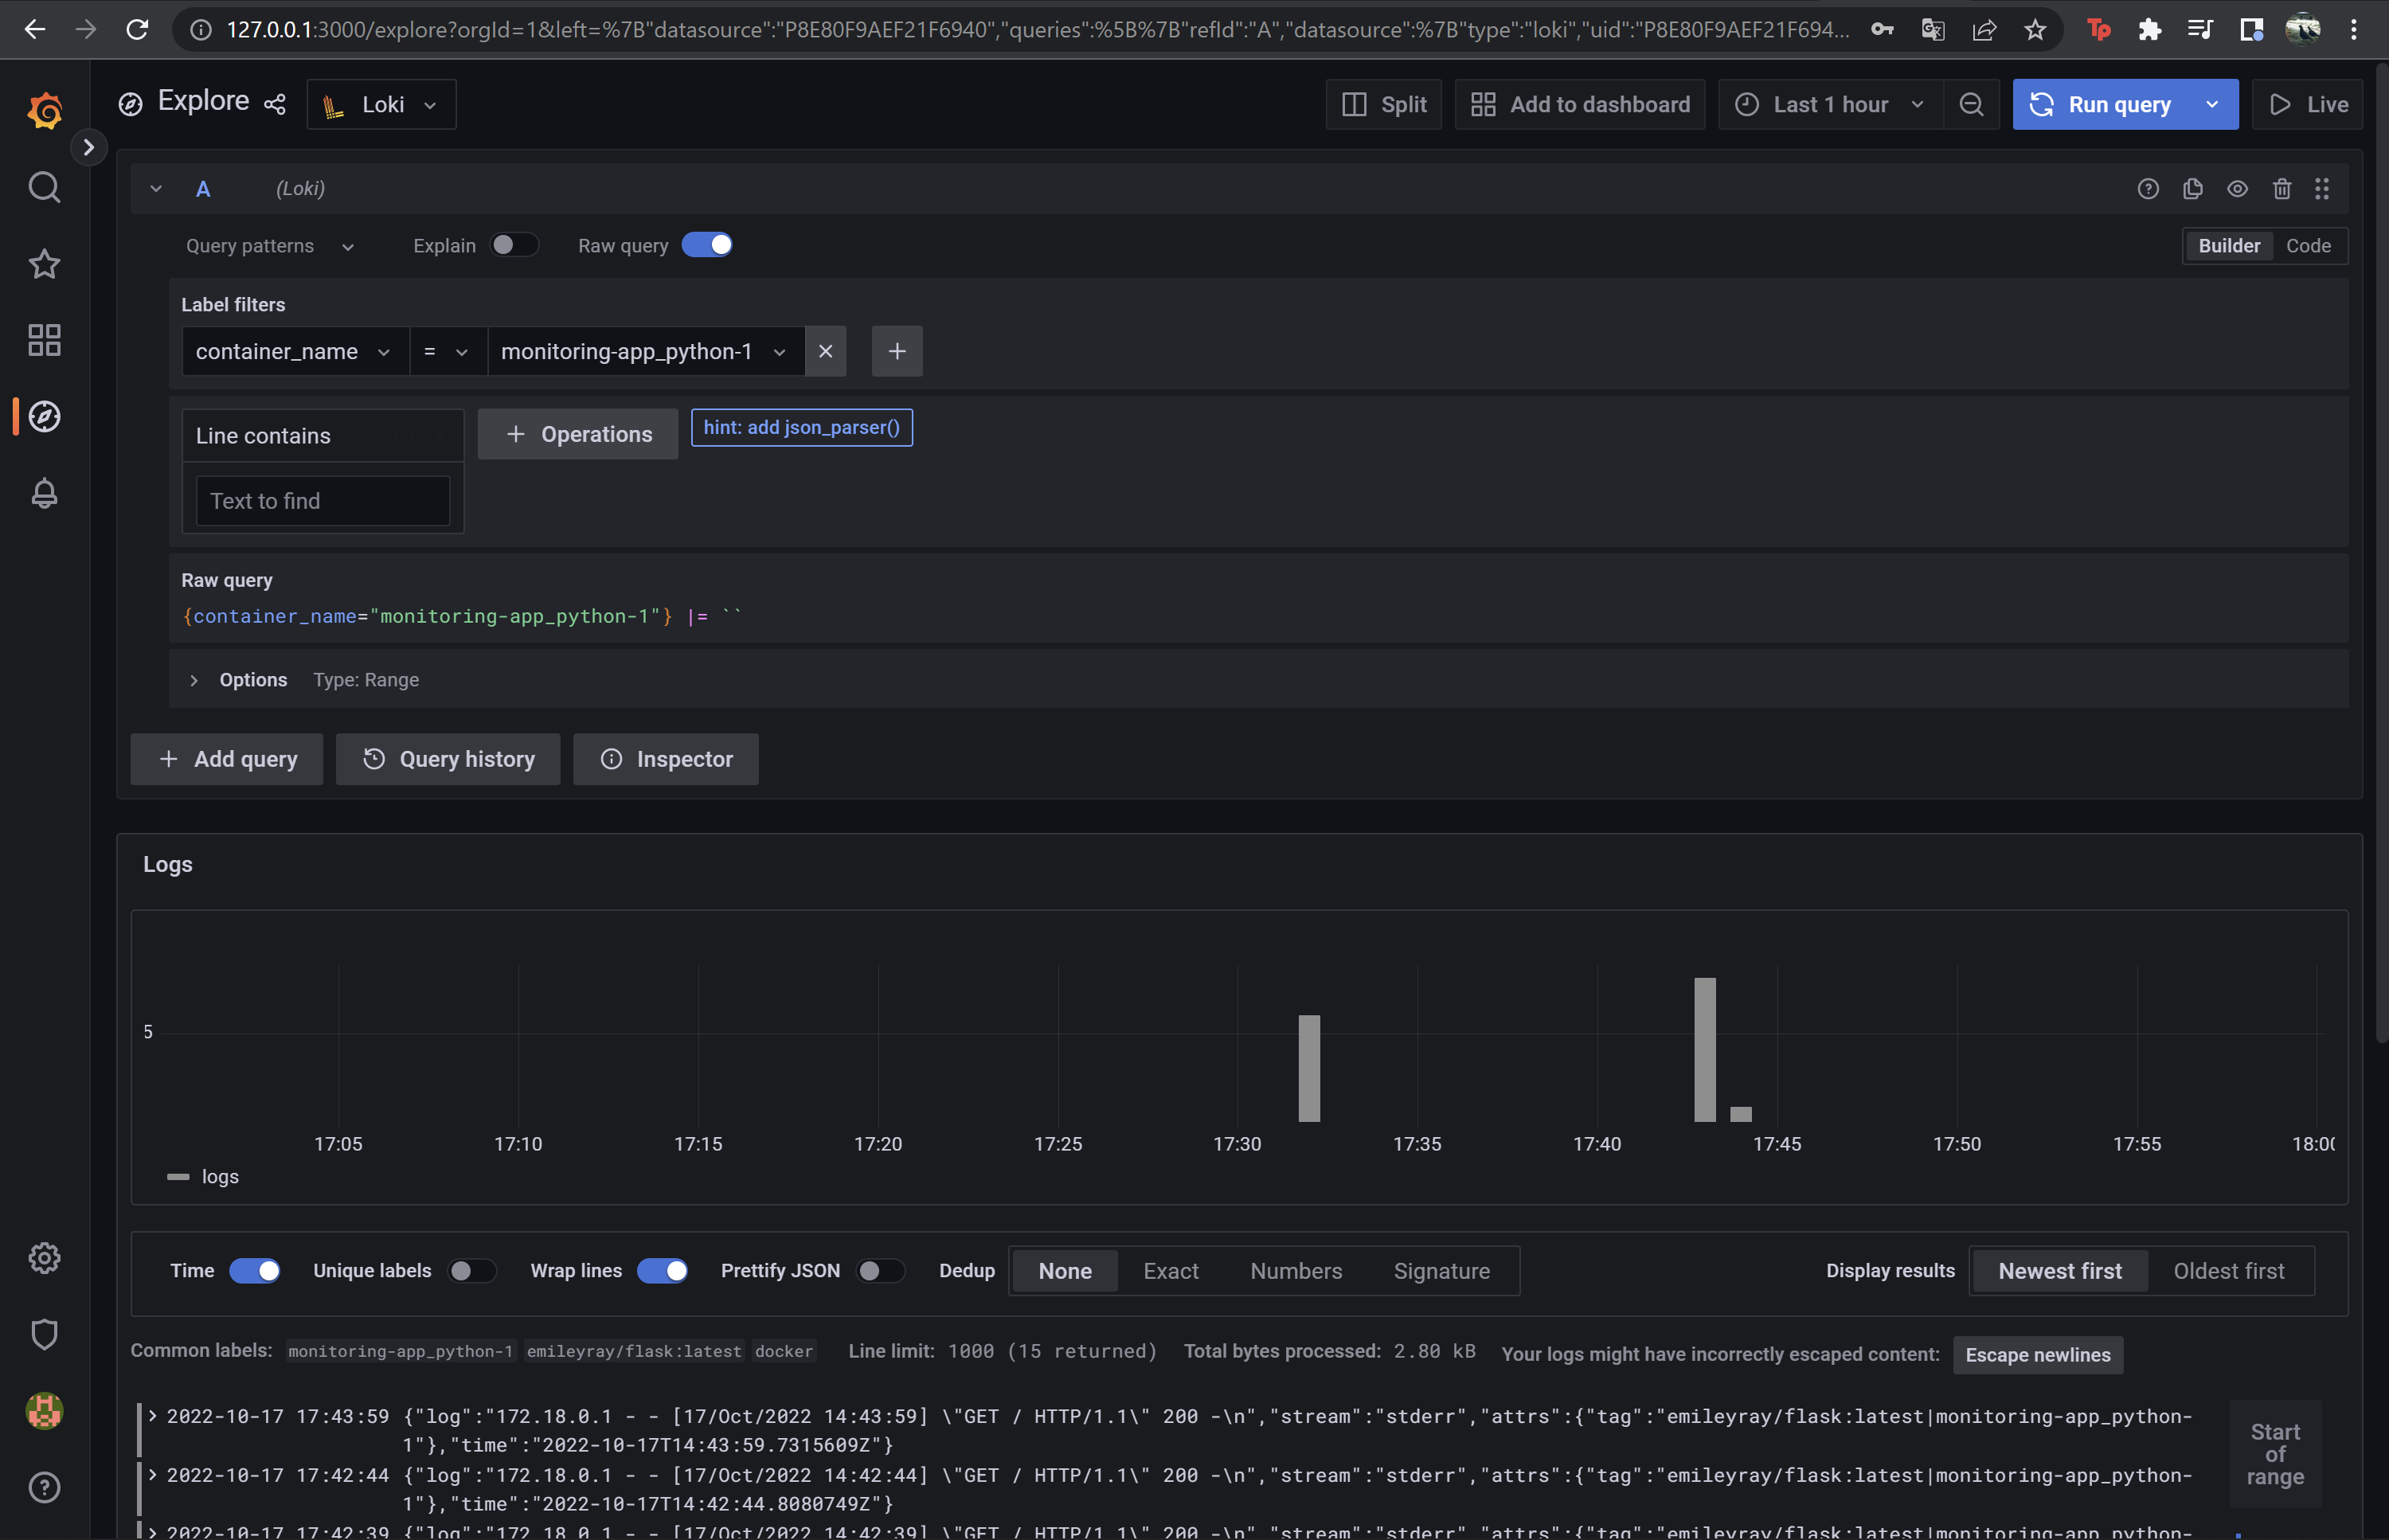 127.0.0.1:3000/explore?orgId=1&left=%7B"datasource":"P8E80F9AEF21F6940","queries":%5B%7B"refId":"A","datasource":%7B"type":"loki","uid":"P8E80F9AEF21F694...
Tp
Explore
Loki
Split
Add to dashboard
Last 1 hour
Run query
Live
A
(Loki)
Query patterns
Explain
Raw query
Builder
Code
Label filters
container_name
=
monitoring-app_python-1
Line contains
Operations
hint: add json_parser()
Text to find
Raw query
{container_name="monitoring-app_python-1"} |= ``
Options
Type: Range
Add query
Query history
Inspector
Logs
5
17:05 17:10 17:15 17:20 17:25 17:30 17:35 17:40 17:45 17:50 17:55 18:00
logs
Time
Unique labels
Wrap lines
Prettify JSON
Dedup
None
Exact
Numbers
Signature
Display results
Newest first
Oldest first
Common labels: monitoring-app_python-1 emileyray/flask:latest docker
Line limit: 1000 (15 returned)
Total bytes processed: 2.80 kB
Your logs might have incorrectly escaped content:
Escape newlines
2022-10-17 17:43:59 {"log":"172.18.0.1 - - [17/Oct/2022 14:43:59] \"GET / HTTP/1.1\" 200 -\n","stream":"stderr","attrs":{"tag":"emileyray/flask:latest|monitoring-app_python-
1"},"time":"2022-10-17T14:43:59.7315609Z"}
2022-10-17 17:42:44 {"log":"172.18.0.1 - - [17/Oct/2022 14:42:44] \"GET / HTTP/1.1\" 200 -\n","stream":"stderr","attrs":{"tag":"emileyray/flask:latest|monitoring-app_python-
1"},"time":"2022-10-17T14:42:44.8080749Z"}
2022-10-17 17:42:39 {"log":"172.18.0.1 - - [17/Oct/2022 14:42:39] \"GET / HTTP/1.1\" 200 -\n","stream":"stderr","attrs":{"tag":"emileyray/flask:latest|monitoring-app_python-
Start
of
range